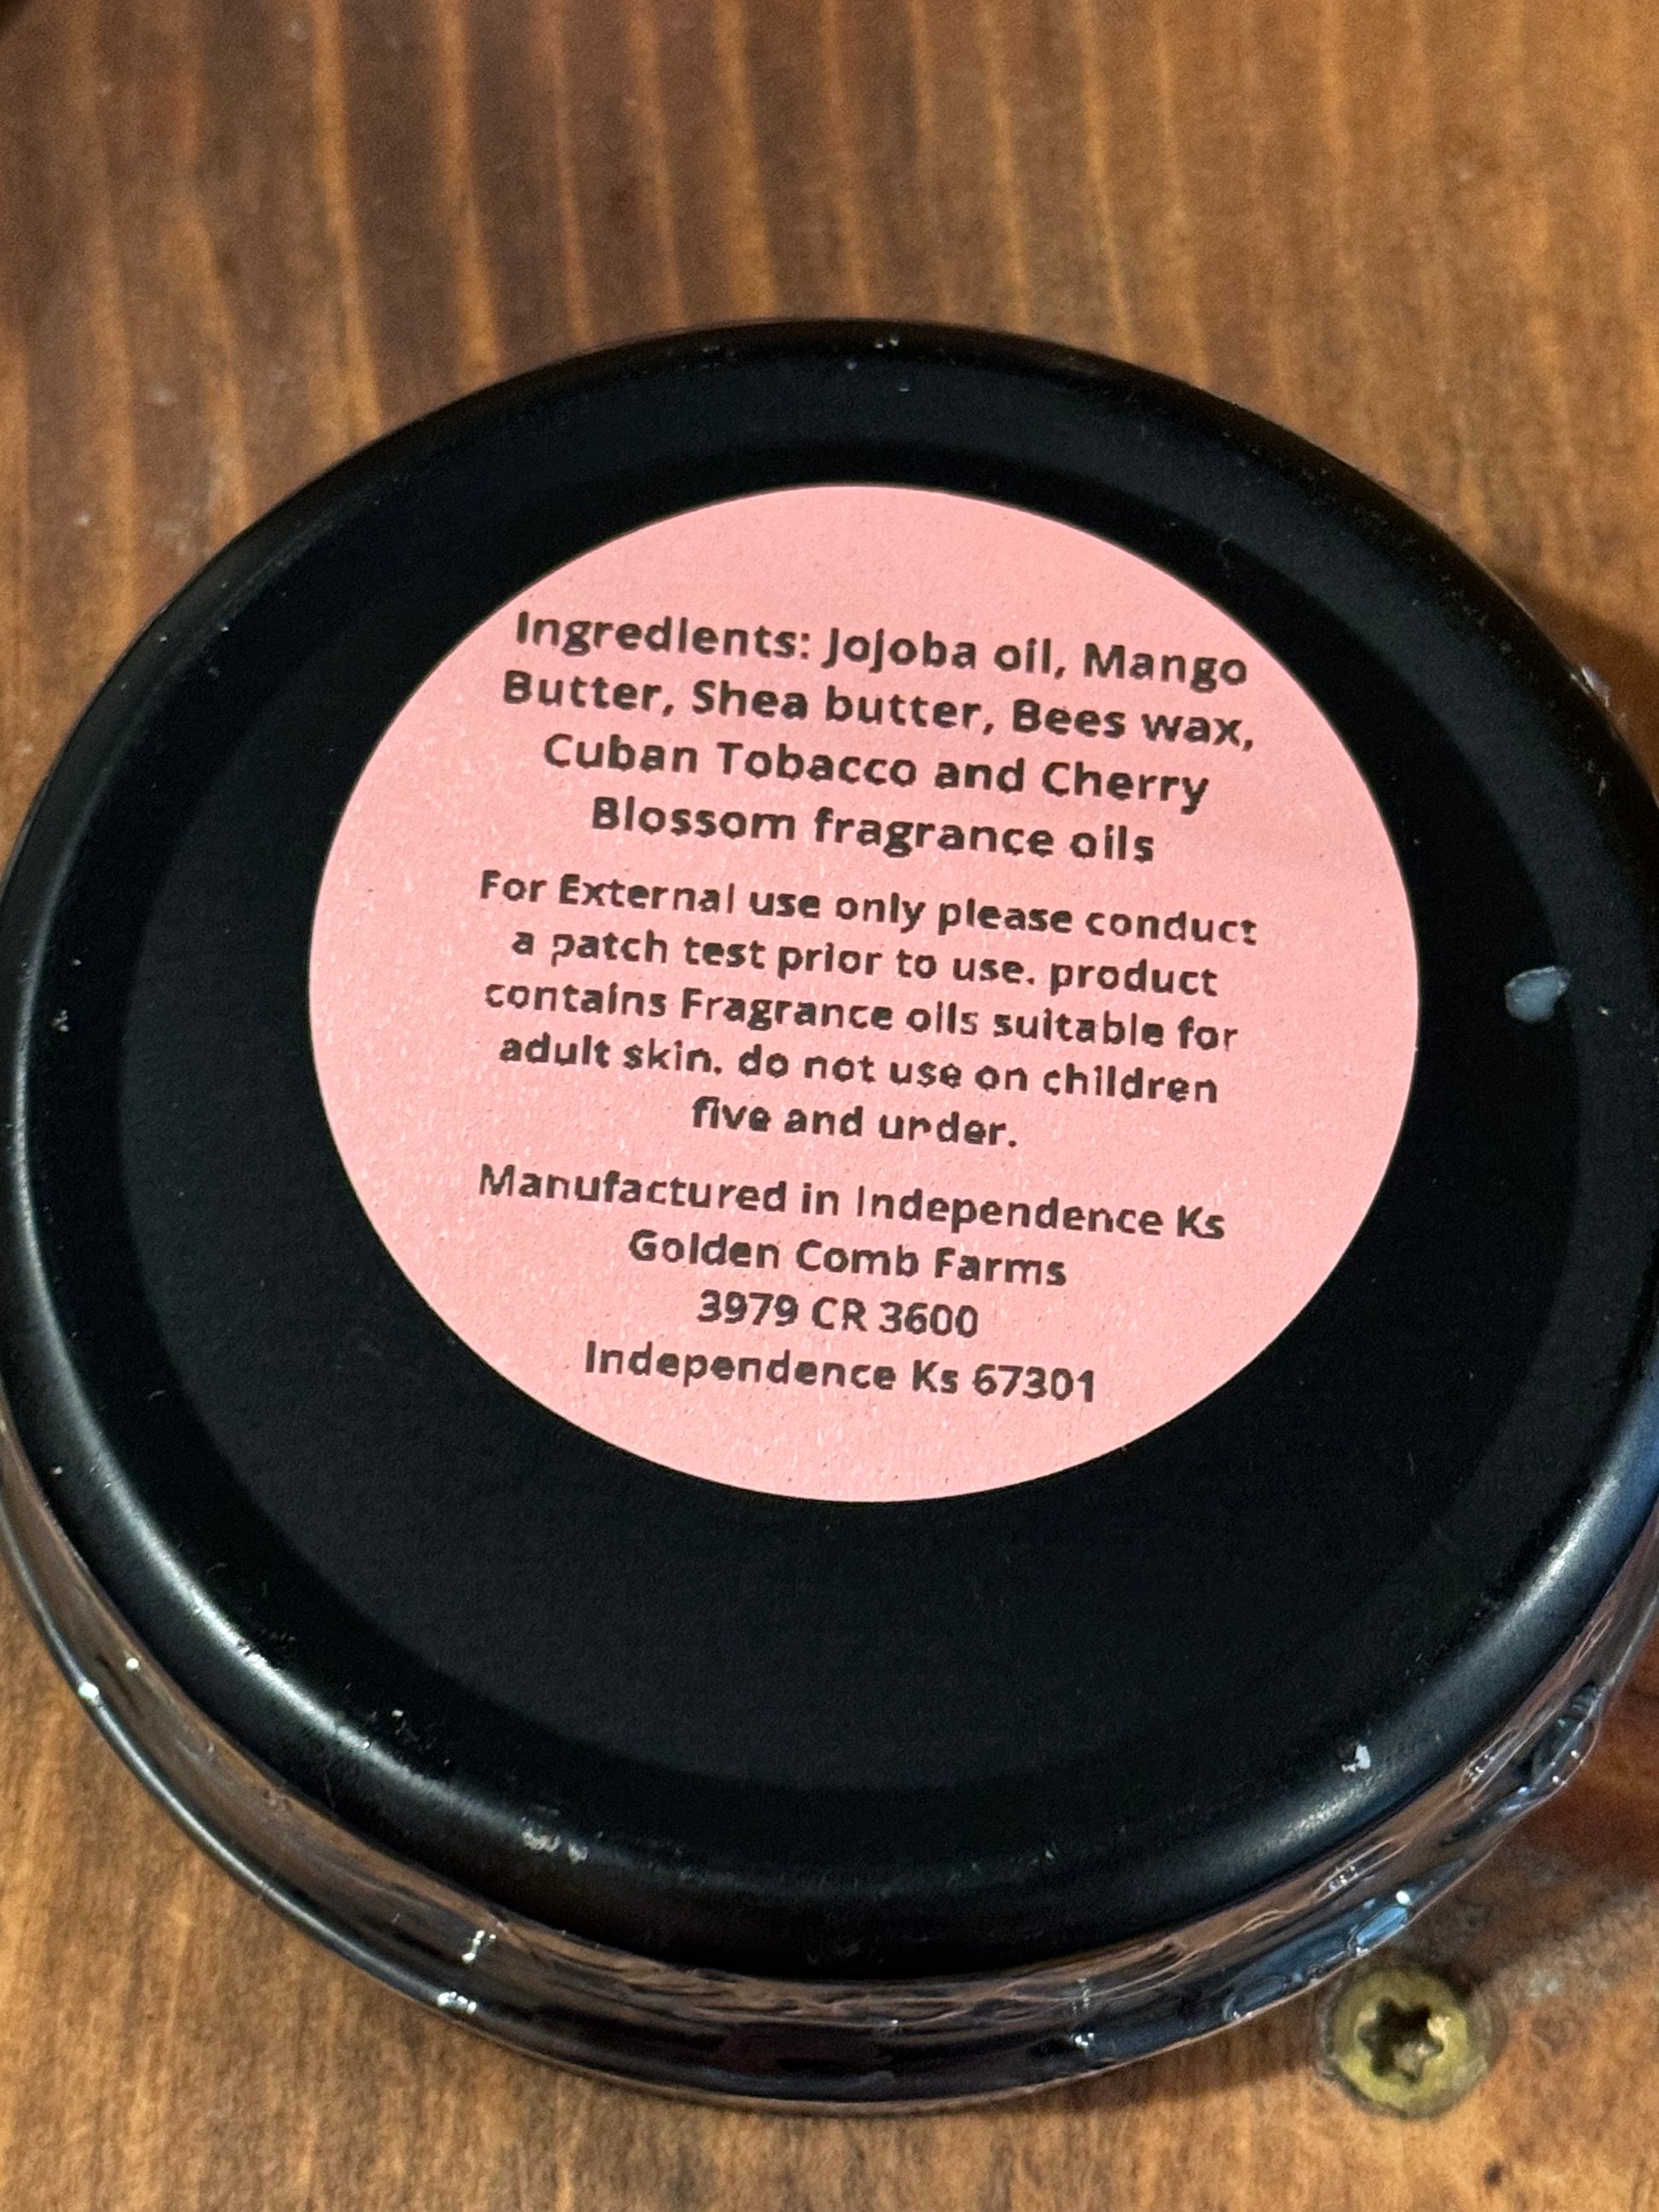 Ingredients: Jojoba oil, Mango
Butter, Shea butter, Bees wax,
Cuban Tobacco and Cherry
Blossom fragrance oils
For External use only please conduct
a patch test prior to use. product
contains Fragrance oils suitable for
adult skin. do not use on children
five and under.
Manufactured in Independence Ks
Golden Comb Farms
3979 CR 3600
Independence Ks 67301